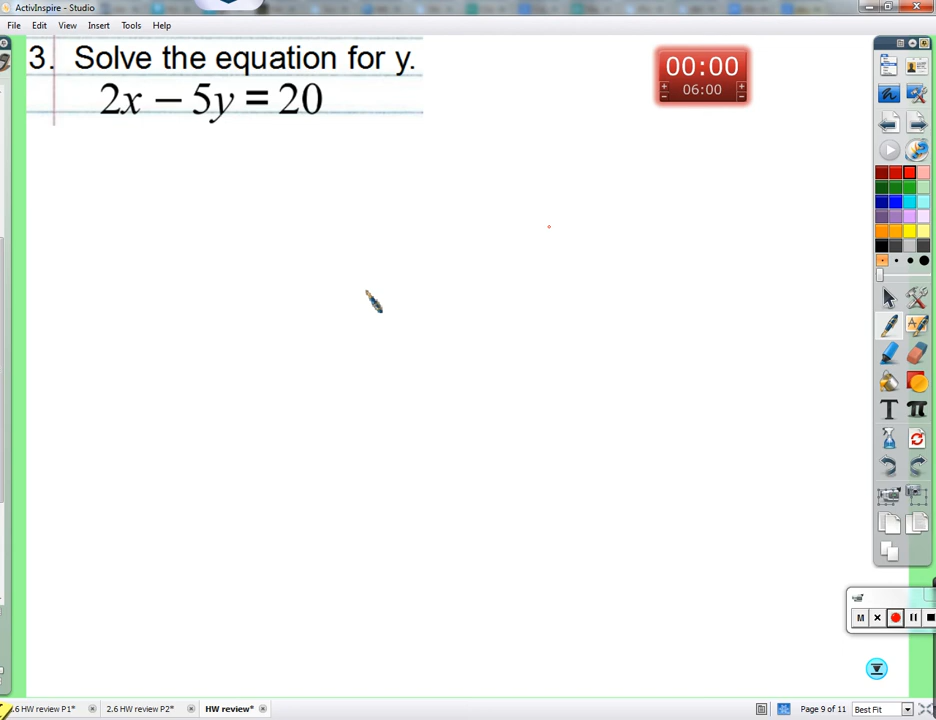 ActivInspire - Studio
File Edit View Insert Tools Help
3. Solve the equation for y.
2x − 5y = 20
00:00
06:00
M
2.6 HW review P1* 2.6 HW review P2* HW review* Page 9 of 11 Best Fit